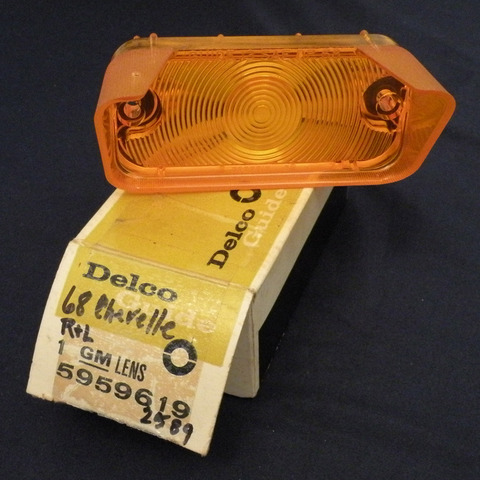 Delco
Guide
Delco
Guide
68 Chevelle
R+L
1 GM LENS
5959619
2589